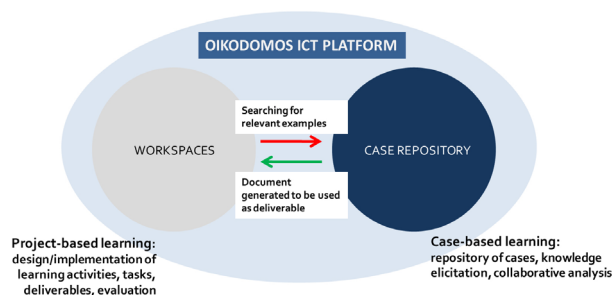 OIKODOMOS ICT PLATFORM
Searching for
relevant examples
WORKSPACES
CASE REPOSITORY
Document
generated to be used
as deliverable
Project-based learning:
design/implementation of
learning activities, tasks,
deliverables, evaluation
Case-based learning:
repository of cases, knowledge
elicitation, collaborative analysis